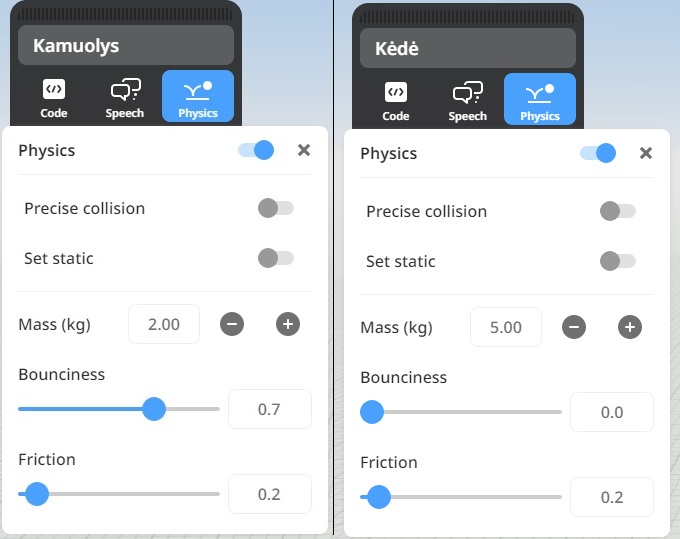 Kamuolys
Code
Speech
Physics
Physics
Precise collision
Set static
Mass (kg)
2.00
Bounciness
0.7
Friction
0.2
Kėdė
Code
Speech
Physics
Physics
Precise collision
Set static
Mass (kg)
5.00
Bounciness
0.0
Friction
0.2